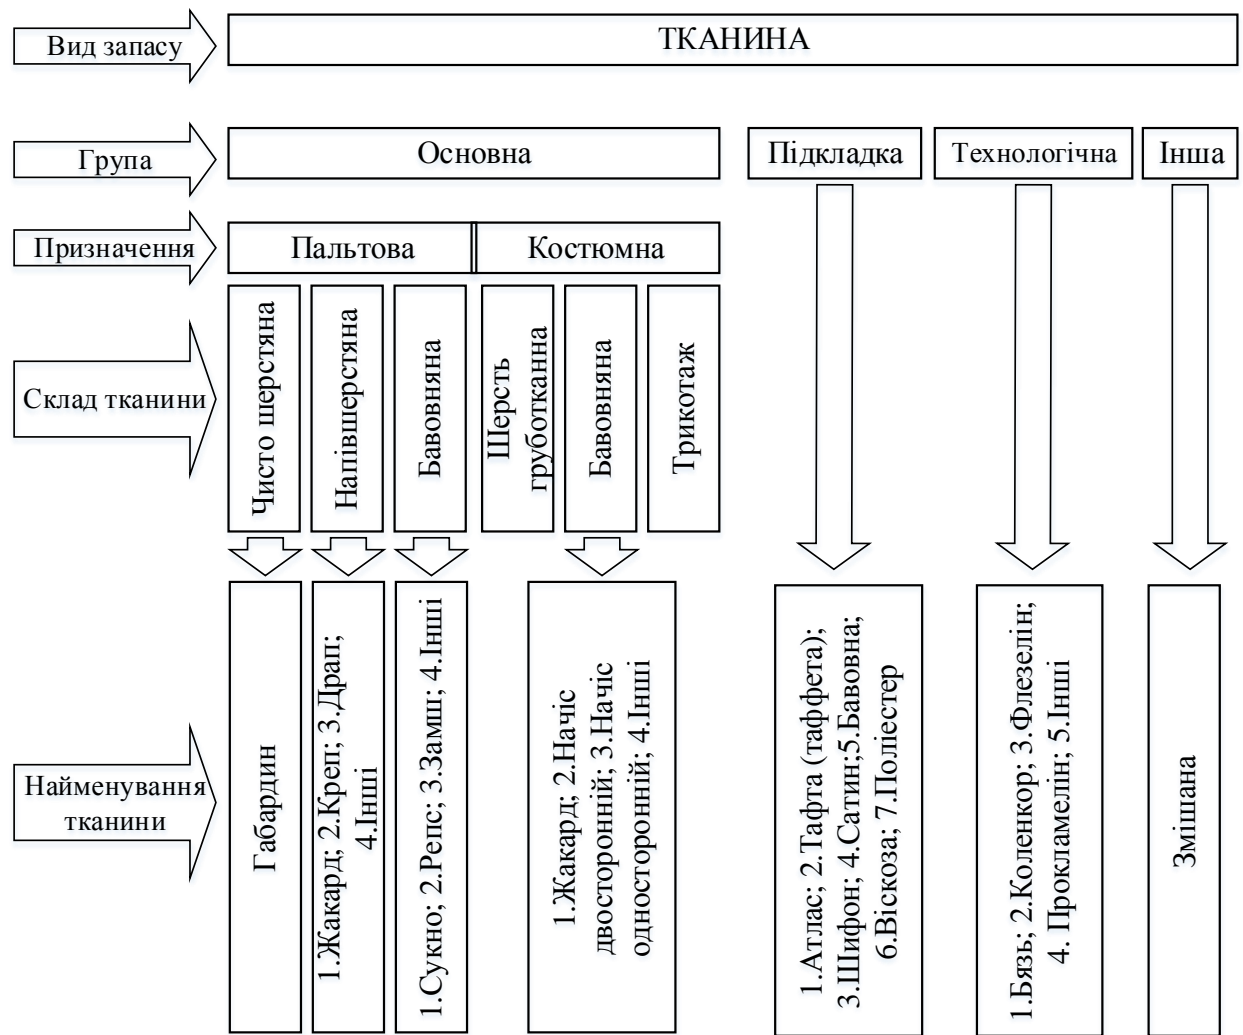 Вид запасу
ТКАНИНА
Група
Основна
Підкладка
Технологічна
Інша
Призначення
Пальтова
Костюмна
Склад тканини
Чисто шерстяна
Напівшерстяна
Бавовняна
Шерсть
груботканна
Бавовняна
Трикотаж
Найменування
тканини
Габардин
1.Жакард; 2.Креп; 3.Драп;
4.Інші
1.Сукно; 2.Репс; 3.Замш; 4.Інші
1.Жакард; 2.Начіс
двосторонній; 3.Начіс
односторонній; 4.Інші
1.Атлас; 2.Тафта (таффета);
3.Шифон; 4.Сатин;5.Бавовна;
6.Віскоза; 7.Поліестер
1.Бязь; 2.Коленкор; 3.Флезелін;
4. Прокламелін; 5.Інші
Змішана